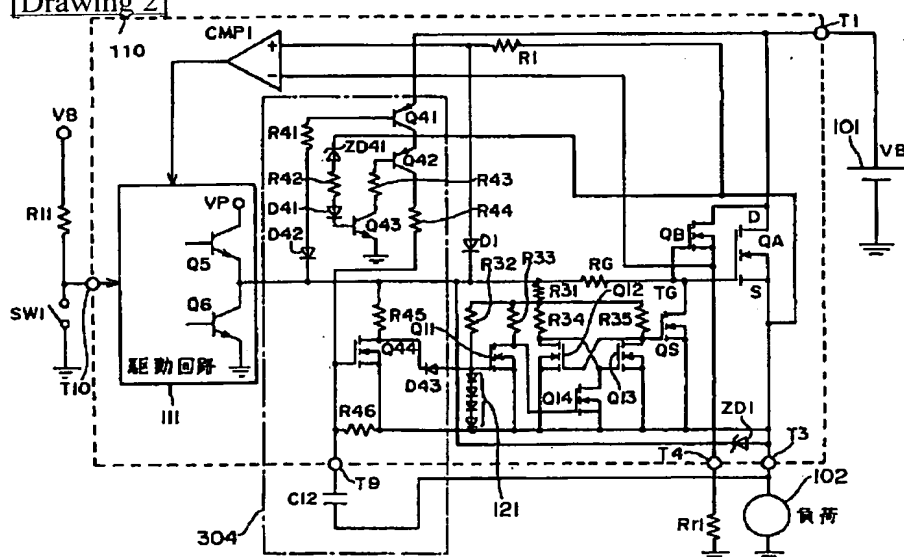 [Drawing 2]
110
CMP1
T1
R1
VB
R11
SW1
T10
VP
Q5
Q6
駆動回路
111
R41
ZD41
R42
D41
D42
Q41
Q42
R43
Q43
R44
D1
R32
R33
RG
R31
Q12
R34
R35
Q11
R45
Q44
D43
R46
Q14
Q13
QS
QB
TG
D
QA
S
101
VB
ZD1
T3
T4
T9
C12
304
121
Rr1
102
負荷